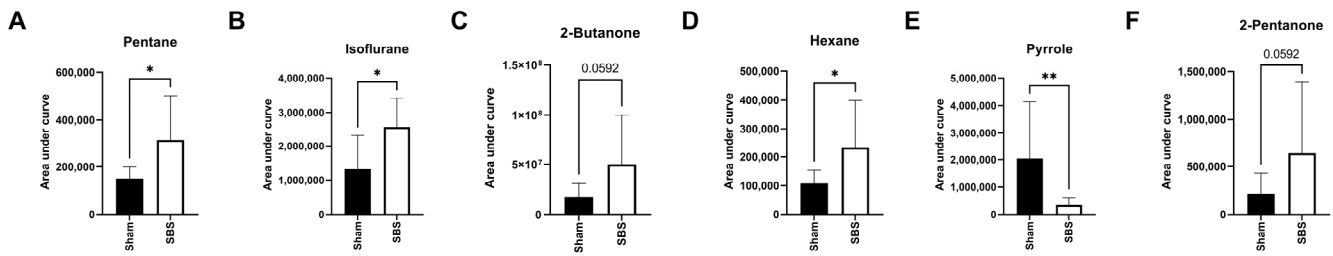 A
Pentane
*
600,000
400,000
200,000
0
Area under curve
Sham
SBS
B
Isoflurane
*
4,000,000
3,000,000
2,000,000
1,000,000
0
Area under curve
Sham
SBS
C
2-Butanone
0.0592
1.5×10⁸
1×10⁸
5×10⁷
0
Area under curve
Sham
SBS
D
Hexane
*
500,000
400,000
300,000
200,000
100,000
0
Area under curve
Sham
SBS
E
Pyrrole
**
5,000,000
4,000,000
3,000,000
2,000,000
1,000,000
0
Area under curve
Sham
SBS
F
2-Pentanone
0.0592
1,500,000
1,000,000
500,000
0
Area under curve
Sham
SBS